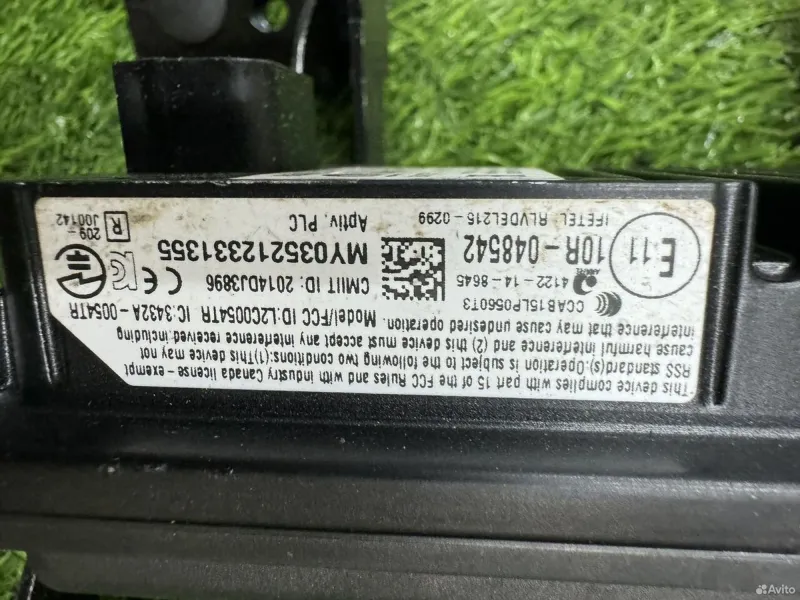 This device complies with part 15 of the FCC Rules and with Industry Canada license - exempt
RSS standard(s).Operation is subject to the following two conditions:(1)This device may not
cause harmful interference and (2) this device must accept any interference received.including
interference that may cause undesired operation.
Model/FCC ID:L2C0054TR IC:3432A-0054TR
CCAB15LP0560T3
4122-14-8645
CMIIT ID: 2014DJ3896
E11
10R-048542
MY035212331355
IFETEL: RLVDEL215-0299
Aptiv, PLC
R
209-
J00142
Avito